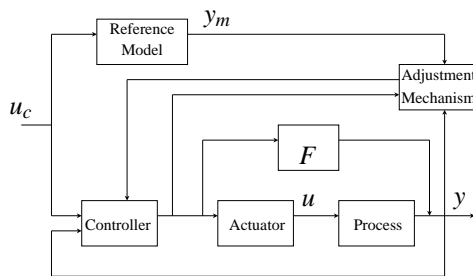 Reference
Model
y_m
Adjustment
Mechanism
u_c
F
Controller
Actuator
u
Process
y